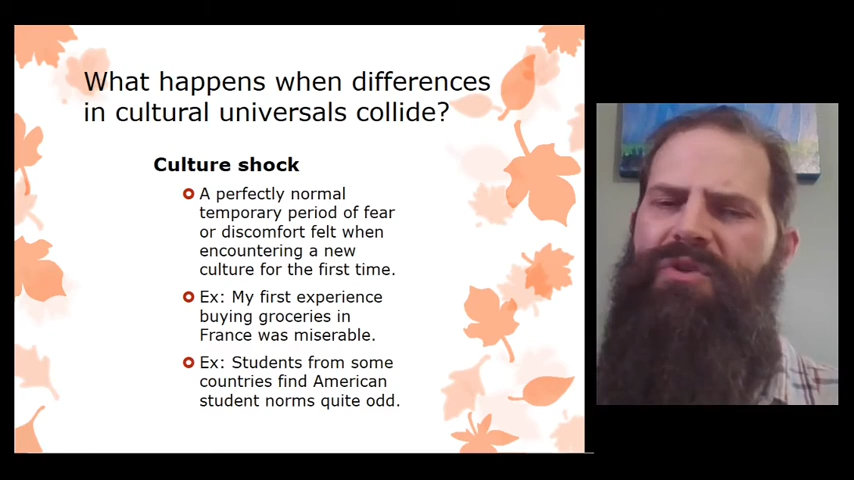 What happens when differences
in cultural universals collide?
Culture shock
A perfectly normal
temporary period of fear
or discomfort felt when
encountering a new
culture for the first time.
Ex: My first experience
buying groceries in
France was miserable.
Ex: Students from some
countries find American
student norms quite odd.